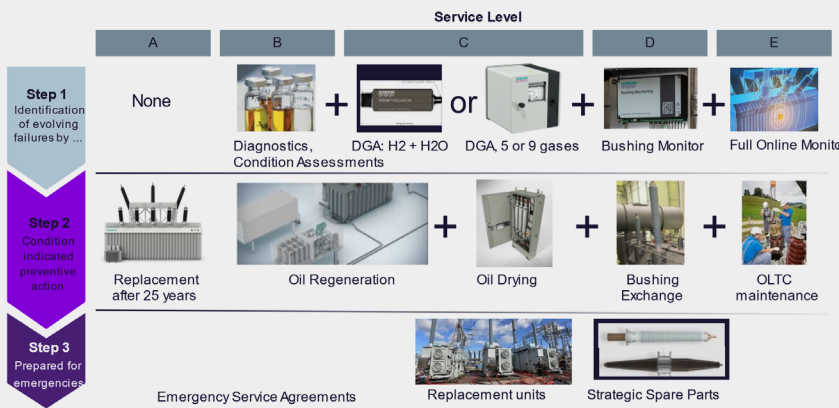 Service Level
A B C D E
Step 1
Identification
of evolving
failures by ...
None
+ + or + +
Diagnostics,
Condition Assessments
DGA: H2 + H2O
DGA, 5 or 9 gases
Bushing Monitor
Full Online Monito
Step 2
Condition
indicated
preventive
action
+ + +
Replacement
after 25 years
Oil Regeneration
Oil Drying
Bushing
Exchange
OLTC
maintenance
Step 3
Prepared for
emergencies
Emergency Service Agreements
Replacement units
Strategic Spare Parts